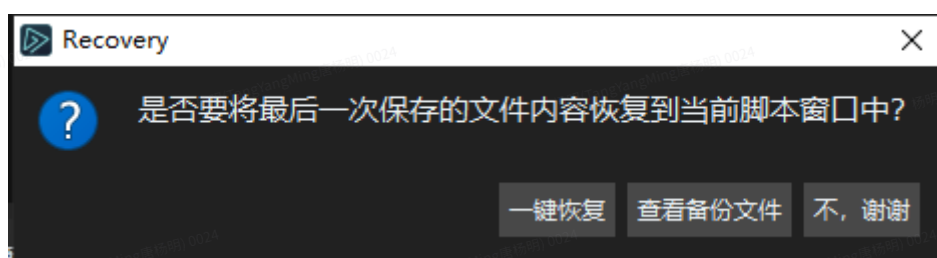 Recovery
是否要将最后一次保存的文件内容恢复到当前脚本窗口中?
一键恢复 查看备份文件 不，谢谢